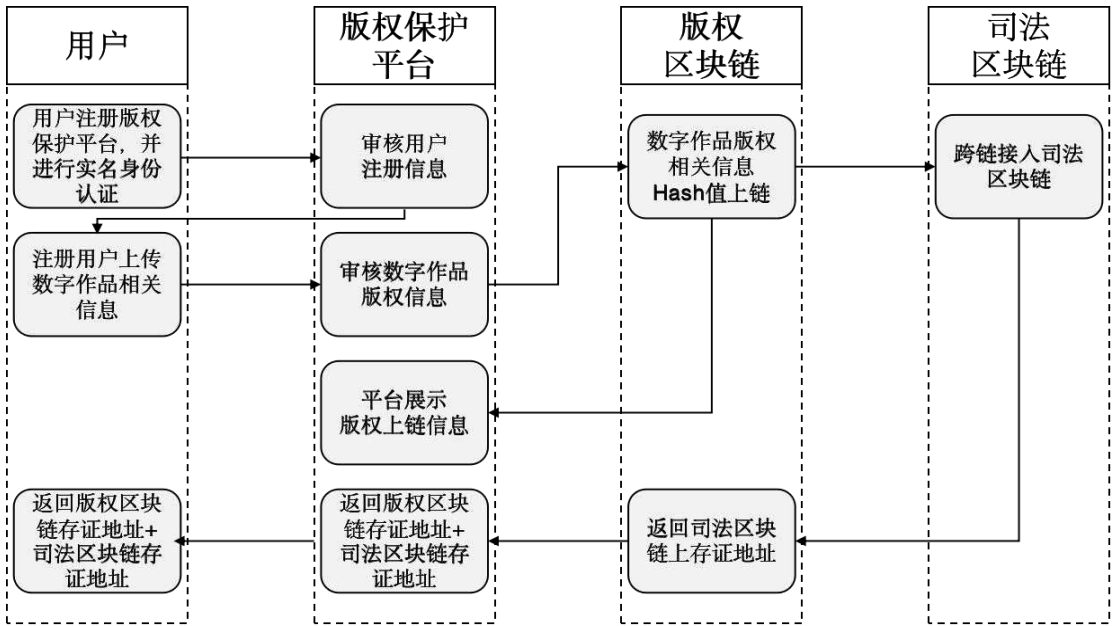 用户
版权保护
平台
版权
区块链
司法
区块链
用户注册版权
保护平台，并
进行实名身份
认证
审核用户
注册信息
数字作品版权
相关信息
Hash值上链
跨链接入司法
区块链
注册用户上传
数字作品相关
信息
审核数字作品
版权信息
平台展示
版权上链信息
返回版权区块
链存证地址+
司法区块链存
证地址
返回版权区块
链存证地址+
司法区块链存
证地址
返回司法区块
链上存证地址